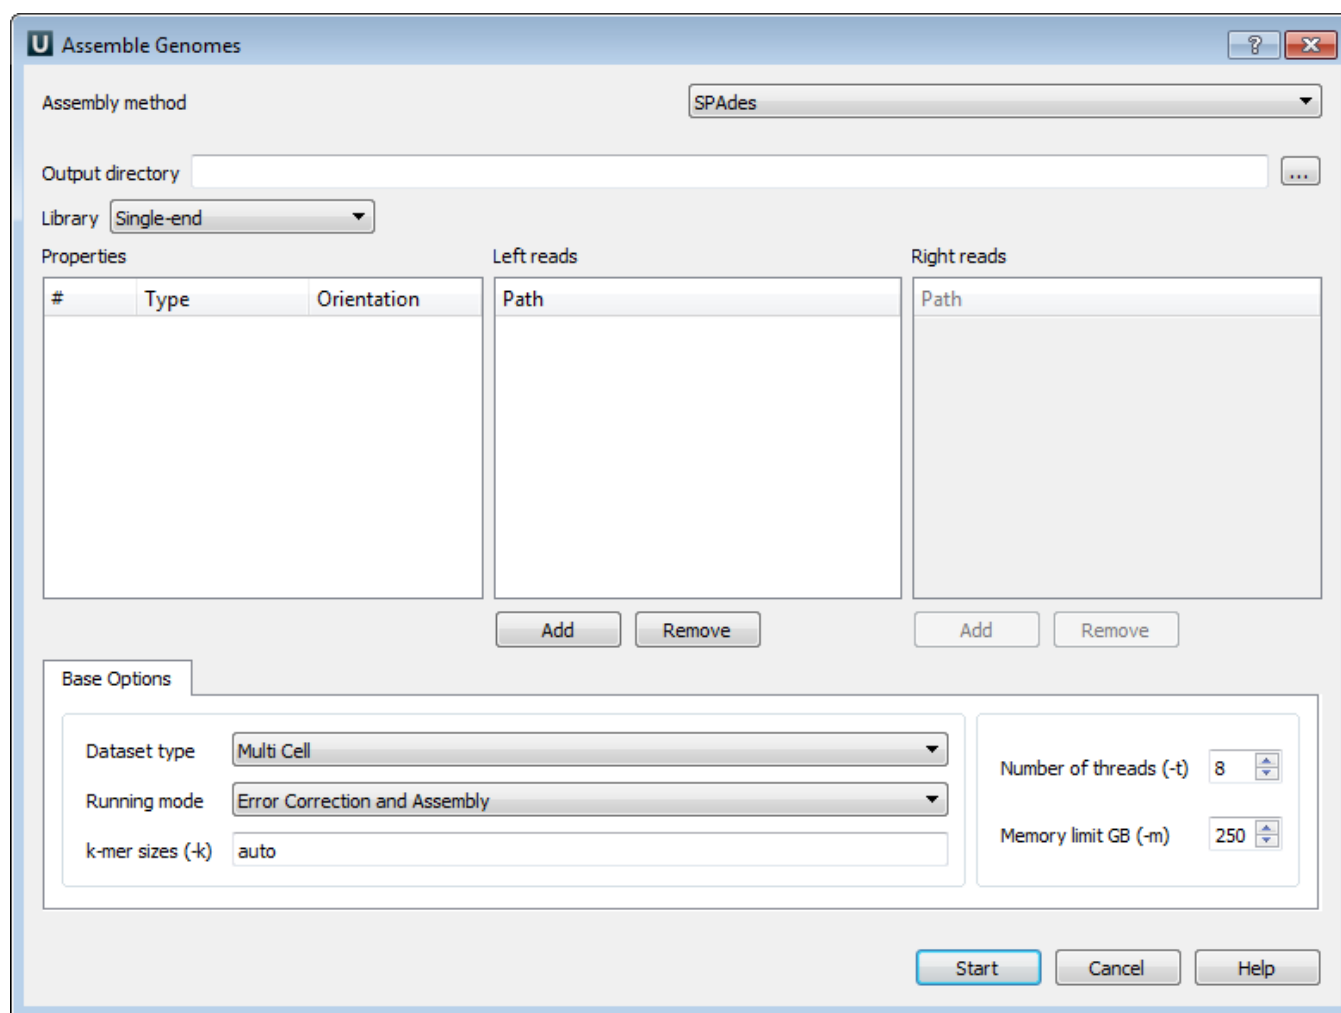 U Assemble Genomes ?
Assembly method SPAdes
Output directory ...
Library Single-end
Properties Left reads Right reads
# Type Orientation Path Path
Add Remove Add Remove
Base Options
Dataset type Multi Cell
Number of threads (-t) 8
Running mode Error Correction and Assembly
Memory limit GB (-m) 250
k-mer sizes (-k) auto
Start Cancel Help